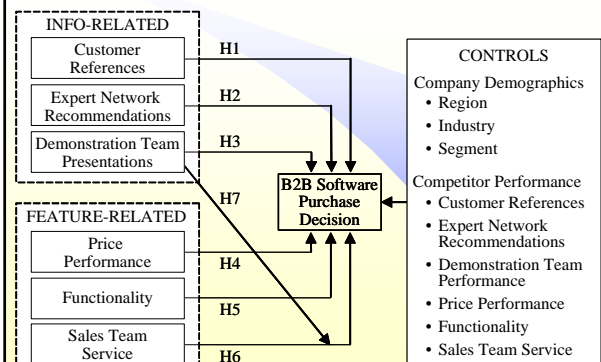 INFO-RELATED
Customer
References
Expert Network
Recommendations
Demonstration Team
Presentations
FEATURE-RELATED
Price
Performance
Functionality
Sales Team
Service
H1
H2
H3
H7
H4
H5
H6
B2B Software
Purchase
Decision
CONTROLS
Company Demographics
• Region
• Industry
• Segment
Competitor Performance
• Customer References
• Expert Network
Recommendations
• Demonstration Team
Performance
• Price Performance
• Functionality
• Sales Team Service